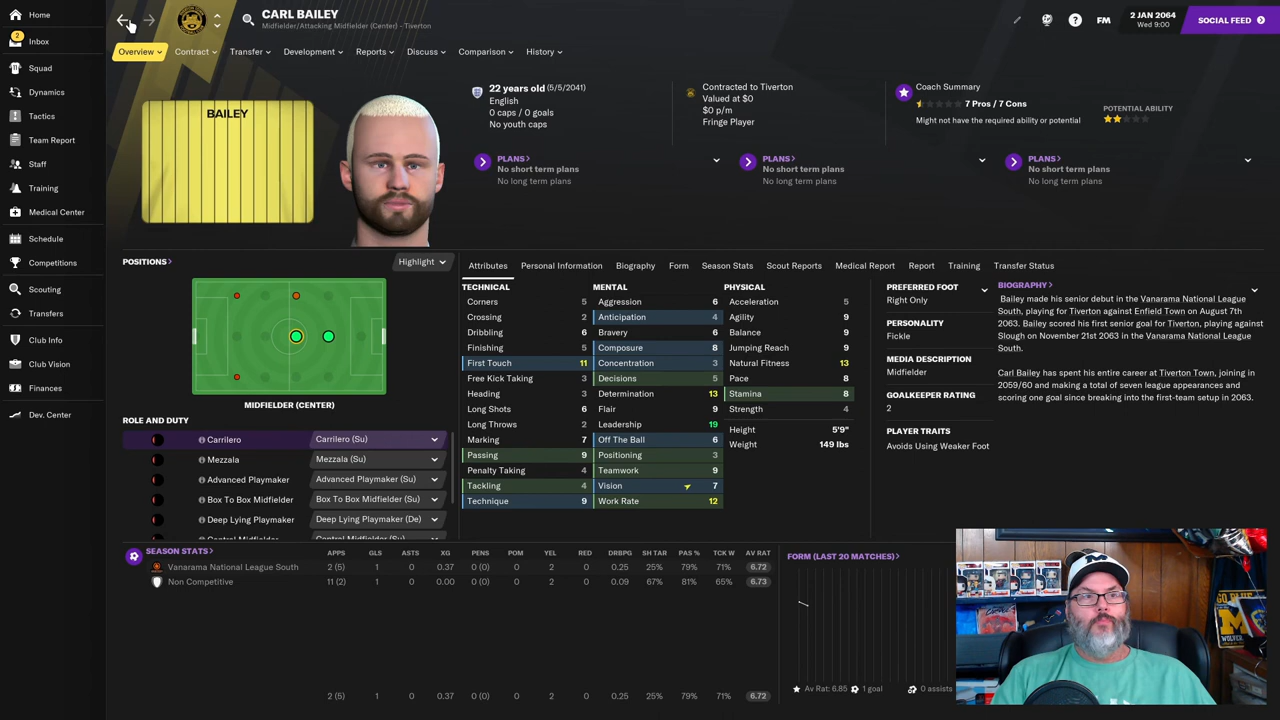 CARL BAILEY
Midfielder/Attacking Midfielder (Center) - Tiverton
2 JAN 2064
Wed 9:00
FM
SOCIAL FEED
Home
2
Inbox
Squad
Dynamics
Tactics
Team Report
Staff
Training
Medical Center
Schedule
Competitions
Scouting
Transfers
Club Info
Club Vision
Finances
Dev. Center
Overview
Contract
Transfer
Development
Reports
Discuss
Comparison
History
BAILEY
22 years old (5/5/2041)
English
0 caps / 0 goals
No youth caps
Contracted to Tiverton
Valued at $0
$0 p/m
Fringe Player
Coach Summary
7 Pros / 7 Cons
Might not have the required ability or potential
POTENTIAL ABILITY
PLANS
No short term plans
No long term plans
PLANS
No short term plans
No long term plans
PLANS
No short term plans
No long term plans
POSITIONS
Highlight
MIDFIELDER (CENTER)
ROLE AND DUTY
Carrilero Carrilero (Su)
Mezzala Mezzala (Su)
Advanced Playmaker Advanced Playmaker (Su)
Box To Box Midfielder Box To Box Midfielder (Su)
Deep Lying Playmaker Deep Lying Playmaker (De)
Attributes Personal Information Biography Form Season Stats Scout Reports Medical Report Report Training Transfer Status
TECHNICAL
Corners 5
Crossing 2
Dribbling 6
Finishing 5
First Touch 11
Free Kick Taking 3
Heading 3
Long Shots 6
Long Throws 2
Marking 7
Passing 9
Penalty Taking 4
Tackling 4
Technique 9
MENTAL
Aggression 6
Anticipation 4
Bravery 6
Composure 8
Concentration 3
Decisions 5
Determination 13
Flair 9
Leadership 19
Off The Ball 6
Positioning 3
Teamwork 9
Vision 7
Work Rate 12
PHYSICAL
Acceleration 5
Agility 9
Balance 9
Jumping Reach 9
Natural Fitness 13
Pace 8
Stamina 8
Strength 4
Height 5'9"
Weight 149 lbs
PREFERRED FOOT
Right Only
PERSONALITY
Fickle
MEDIA DESCRIPTION
Midfielder
GOALKEEPER RATING
2
PLAYER TRAITS
Avoids Using Weaker Foot
BIOGRAPHY
Bailey made his senior debut in the Vanarama National League
South, playing for Tiverton against Enfield Town on August 7th
2063. Bailey scored his first senior goal for Tiverton, playing against
Slough on November 21st 2063 in the Vanarama National League
South.
Carl Bailey has spent his entire career at Tiverton Town, joining in
2059/60 and making a total of seven league appearances and
scoring one goal since breaking into the first-team setup in 2063.
SEASON STATS APPS GLS ASTS XG PENS POM YEL RED DRBPG SH TAR PAS % TCK W AV RAT
Vanarama National League South 2 (5) 1 0 0.37 0 (0) 0 2 0 0.25 25% 79% 71% 6.72
Non Competitive 11 (2) 1 0 0.00 0 (0) 0 2 0 0.09 67% 81% 65% 6.73
2 (5) 1 0 0.37 0 (0) 0 2 0 0.25 25% 79% 71% 6.72
FORM (LAST 20 MATCHES)
Av Rat: 6.85 1 goal 0 assists